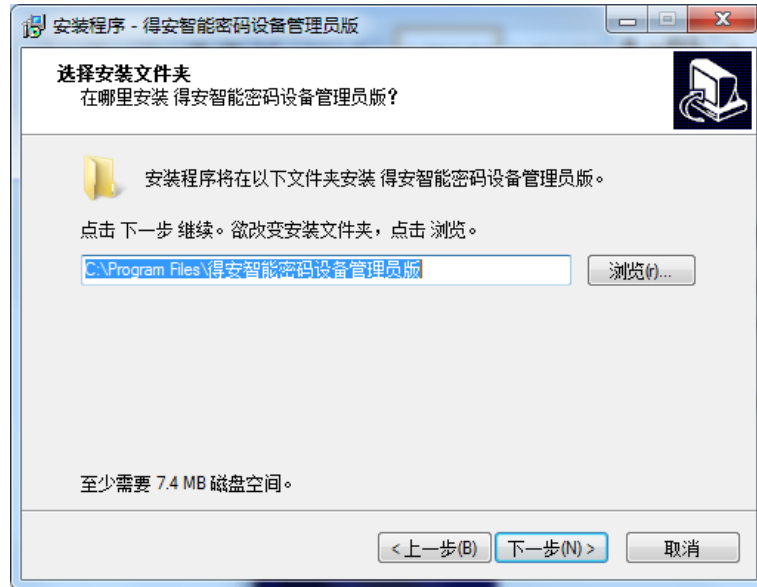 安装程序 - 得安智能密码设备管理员版
选择安装文件夹
在哪里安装 得安智能密码设备管理员版?
安装程序将在以下文件夹安装 得安智能密码设备管理员版。
点击 下一步 继续。欲改变安装文件夹，点击 浏览。
C:\Program Files\得安智能密码设备管理员版
浏览(r)...
至少需要 7.4 MB 磁盘空间。
<上一步(B) 下一步(N)> 取消